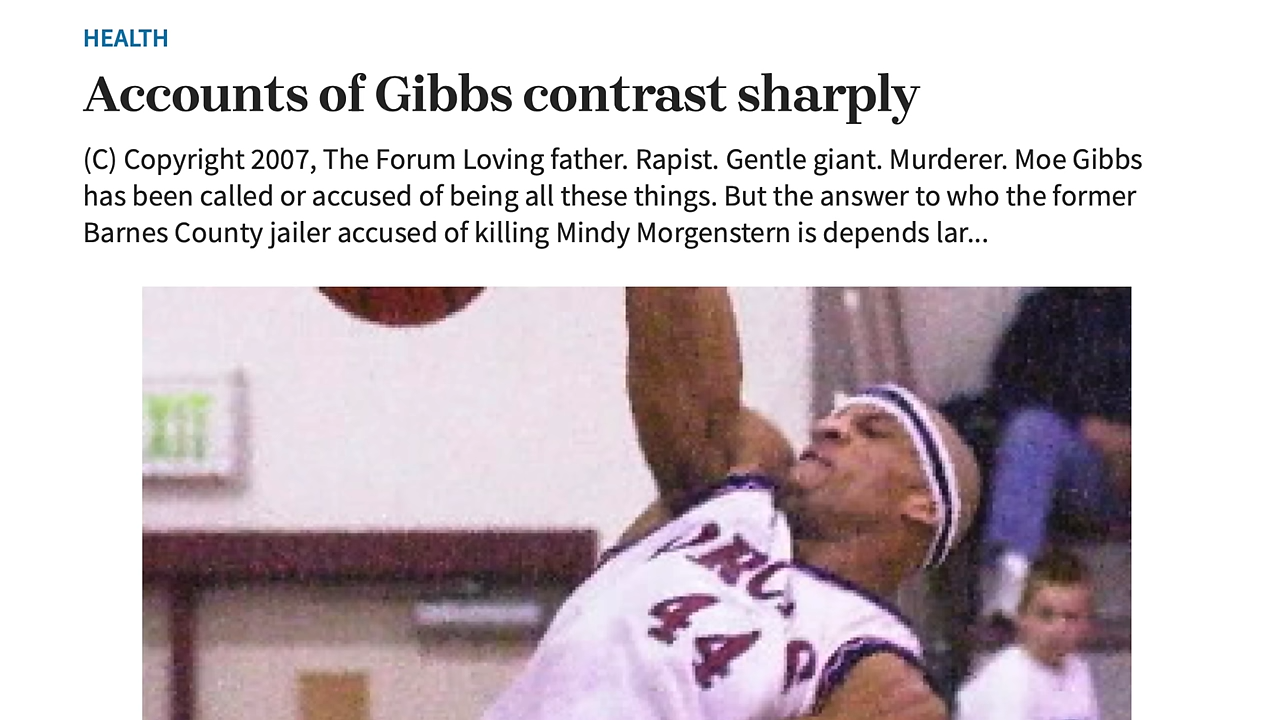 HEALTH
Accounts of Gibbs contrast sharply
(C) Copyright 2007, The Forum Loving father. Rapist. Gentle giant. Murderer. Moe Gibbs
has been called or accused of being all these things. But the answer to who the former
Barnes County jailer accused of killing Mindy Morgenstern is depends lar...
EXIT
44